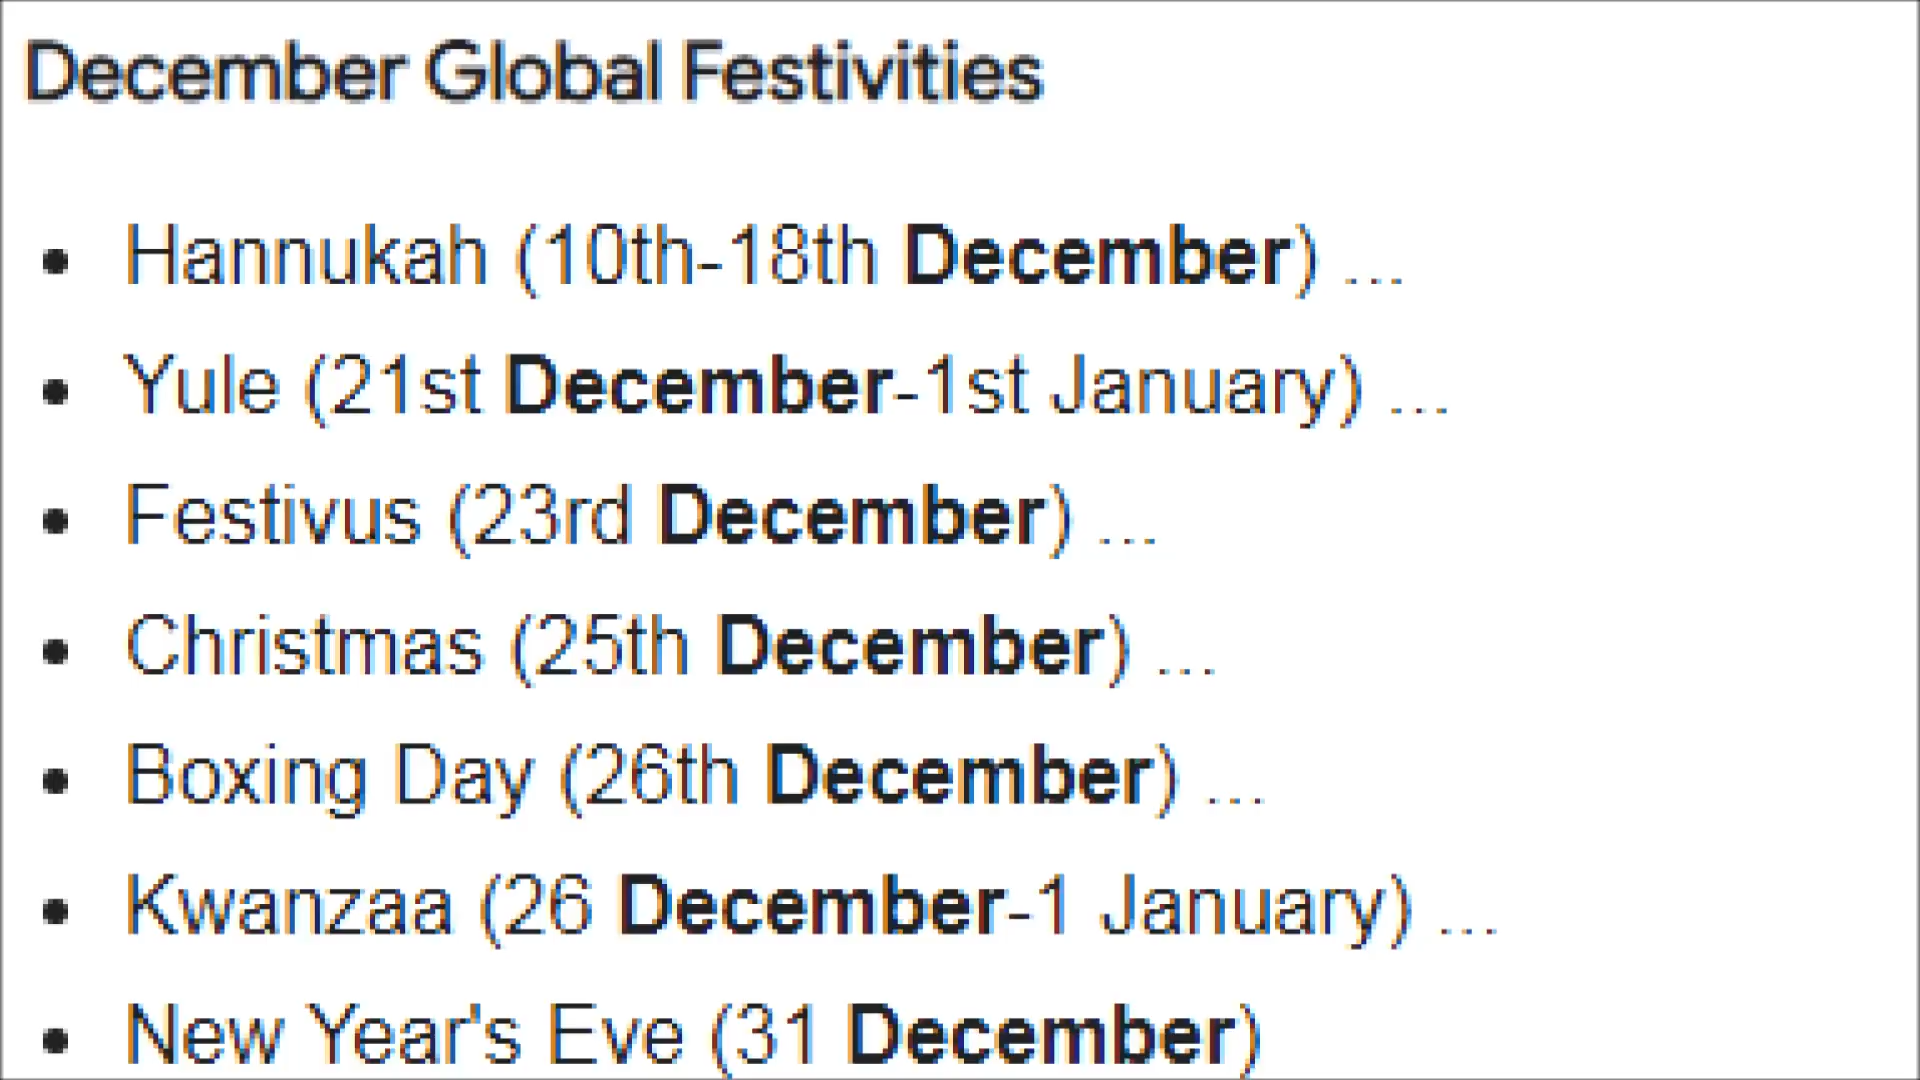 December Global Festivities
• Hannukah (10th-18th December) ...
• Yule (21st December-1st January) ...
• Festivus (23rd December) ...
• Christmas (25th December) ...
• Boxing Day (26th December) ...
• Kwanzaa (26 December-1 January) ...
• New Year's Eve (31 December)